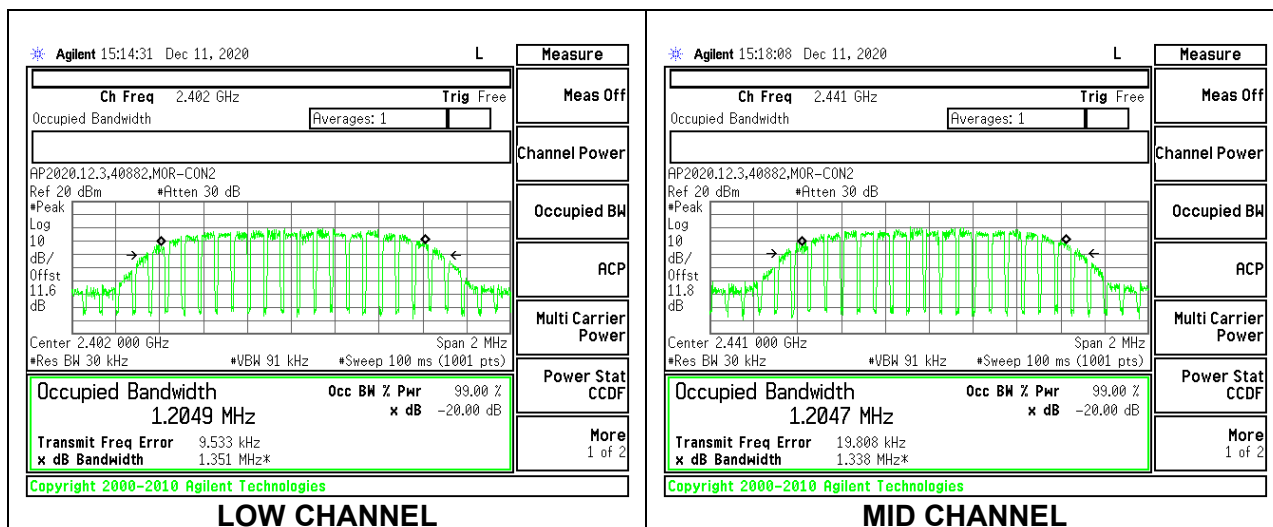 Agilent 15:14:31 Dec 11, 2020 L
Measure
Ch Freq 2.402 GHz Trig Free
Meas Off
Occupied Bandwidth Averages: 1
Channel Power
AP2020.12.3,40882,MOR-CON2
Ref 20 dBm #Atten 30 dB
#Peak
Log
10
dB/
Offst
11.6
dB
Occupied BW
ACP
Multi Carrier
Power
Center 2.402 000 GHz Span 2 MHz
#Res BW 30 kHz #VBW 91 kHz #Sweep 100 ms (1001 pts)
Power Stat
CCDF
Occupied Bandwidth Occ BW % Pwr 99.00 %
1.2049 MHz x dB -20.00 dB
Transmit Freq Error 9.533 kHz
x dB Bandwidth 1.351 MHz*
More
1 of 2
Copyright 2000-2010 Agilent Technologies
LOW CHANNEL
Agilent 15:18:08 Dec 11, 2020 L
Measure
Ch Freq 2.441 GHz Trig Free
Meas Off
Occupied Bandwidth Averages: 1
Channel Power
AP2020.12.3,40882,MOR-CON2
Ref 20 dBm #Atten 30 dB
#Peak
Log
10
dB/
Offst
11.8
dB
Occupied BW
ACP
Multi Carrier
Power
Center 2.441 000 GHz Span 2 MHz
#Res BW 30 kHz #VBW 91 kHz #Sweep 100 ms (1001 pts)
Power Stat
CCDF
Occupied Bandwidth Occ BW % Pwr 99.00 %
1.2047 MHz x dB -20.00 dB
Transmit Freq Error 19.808 kHz
x dB Bandwidth 1.338 MHz*
More
1 of 2
Copyright 2000-2010 Agilent Technologies
MID CHANNEL